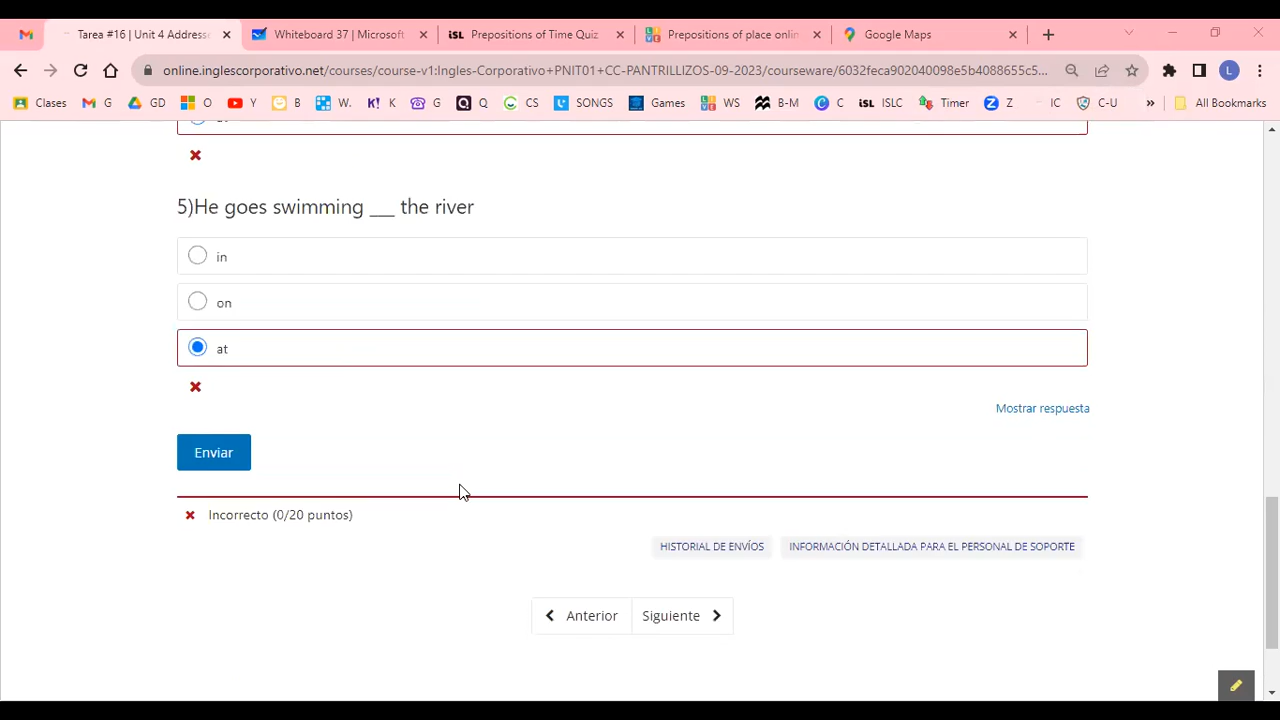 Tarea #16 | Unit 4 Addresse
Whiteboard 37 | Microsoft
ISL Prepositions of Time Quiz
Prepositions of place onlin
Google Maps
online.inglescorporativo.net/courses/course-v1:Ingles-Corporativo+PNIT01+CC-PANTRILLIZOS-09-2023/courseware/6032feca902040098e5b4088655c5...
L
Clases
G
GD
O
Y
B
W.
K! K
G
Q Q
CS
SONGS
Games
WS
B-M
C
ISL ISLC
Timer
Z Z
IC
C-U
»
All Bookmarks
5)He goes swimming ___ the river
in
on
at
Mostrar respuesta
Enviar
Incorrecto (0/20 puntos)
HISTORIAL DE ENVÍOS
INFORMACIÓN DETALLADA PARA EL PERSONAL DE SOPORTE
Anterior
Siguiente